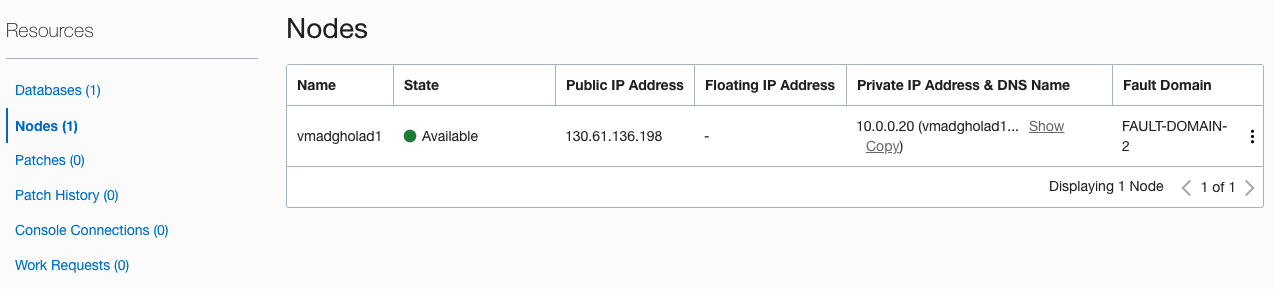 Resources
Databases (1)
Nodes (1)
Patches (0)
Patch History (0)
Console Connections (0)
Work Requests (0)
Nodes
Name State Public IP Address Floating IP Address Private IP Address & DNS Name Fault Domain
vmadgholad1 Available 130.61.136.198 - 10.0.0.20 (vmadgholad1... Show FAULT-DOMAIN-
Copy) 2
Displaying 1 Node 1 of 1